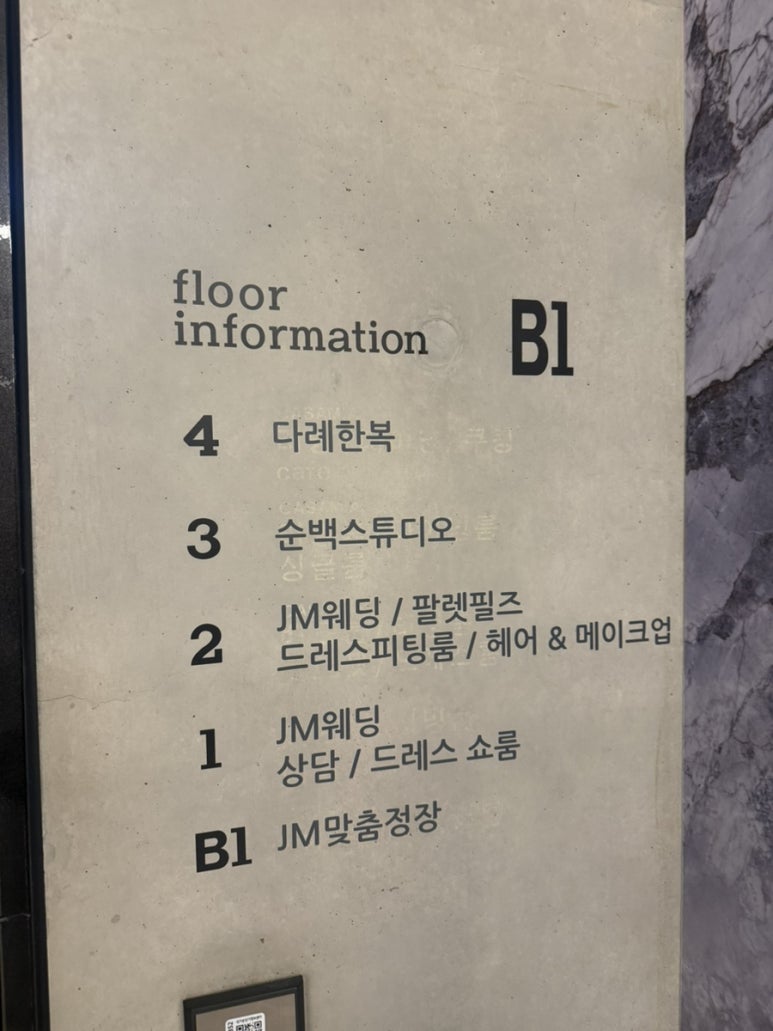 floor
information
B1
4 다례한복
3 순백스튜디오
2 JM웨딩 / 팔렛필즈
드레스피팅룸 / 헤어 & 메이크업
1 JM웨딩
상담 / 드레스 쇼룸
B1 JM맞춤정장